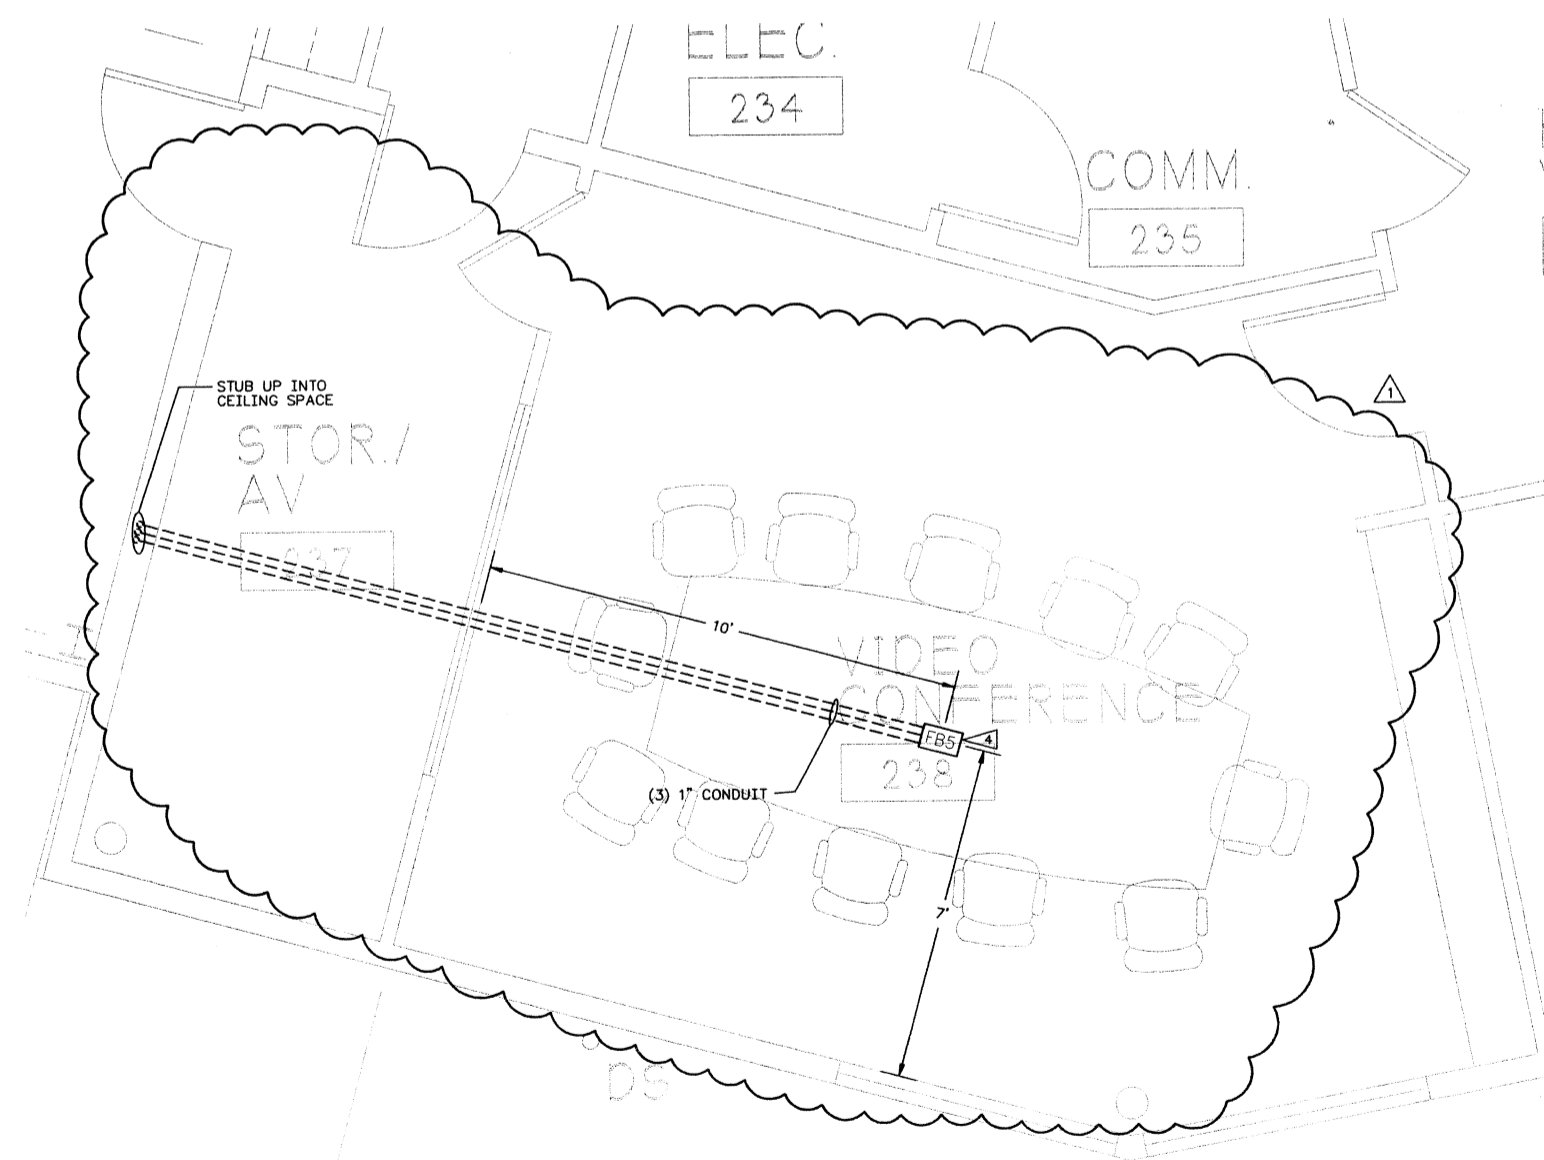 ELEC.
234
COMM.
235
1
STUB UP INTO
CEILING SPACE
STOR./
AV
237
10'
VIDEO
CONFERENCE
FB5
4
238
(3) 1" CONDUIT
7'
DS